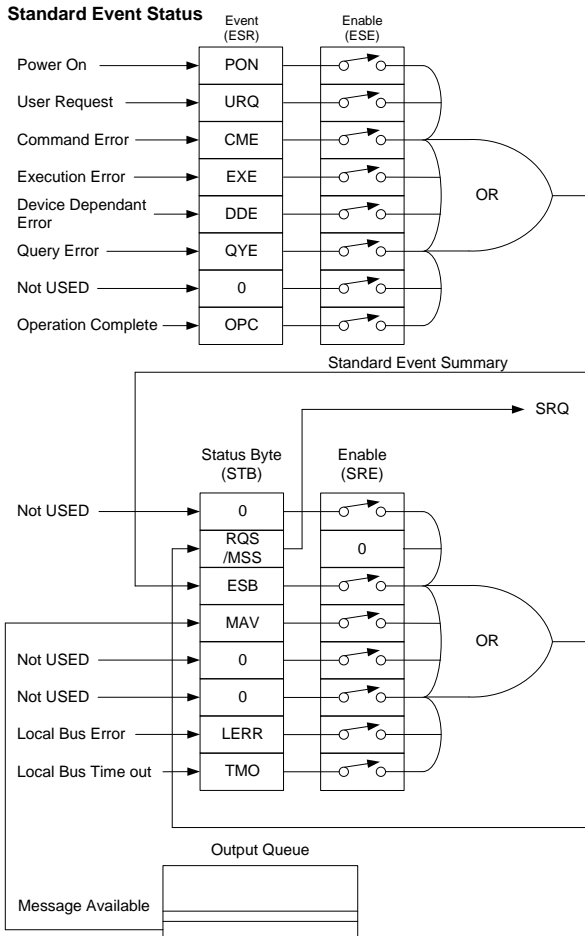 Standard Event Status
Event
(ESR)
Enable
(ESE)
Power On
PON
User Request
URQ
Command Error
CME
Execution Error
EXE
Device Dependant
Error
DDE
Query Error
QYE
Not USED
0
Operation Complete
OPC
OR
Standard Event Summary
SRQ
Status Byte
(STB)
Enable
(SRE)
Not USED
0
RQS
/MSS
0
ESB
MAV
Not USED
0
Not USED
0
Local Bus Error
LERR
Local Bus Time out
TMO
OR
Output Queue
Message Available